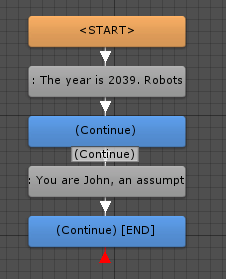 <START>
: The year is 2039. Robots
(Continue)
(Continue)
: You are John, an assumpt
(Continue) [END]